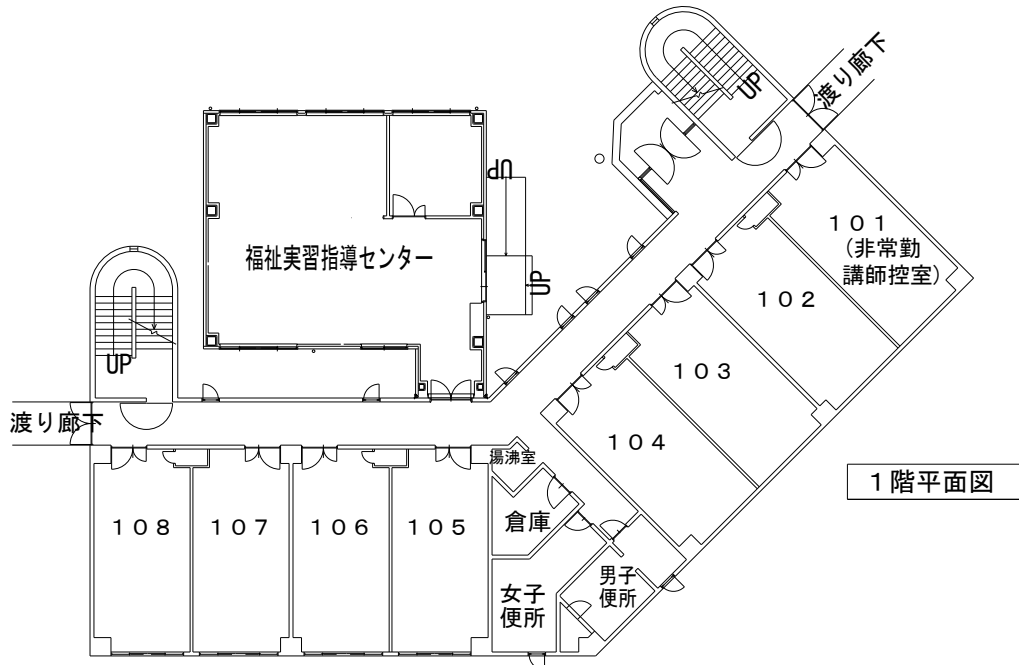 UP
渡り廊下
UP
福祉実習指導センター
UP
101
(非常勤
講師控室)
102
103
104
UP
渡り廊下
湯沸室
108
107
106
105
倉庫
男子
便所
女子
便所
1階平面図